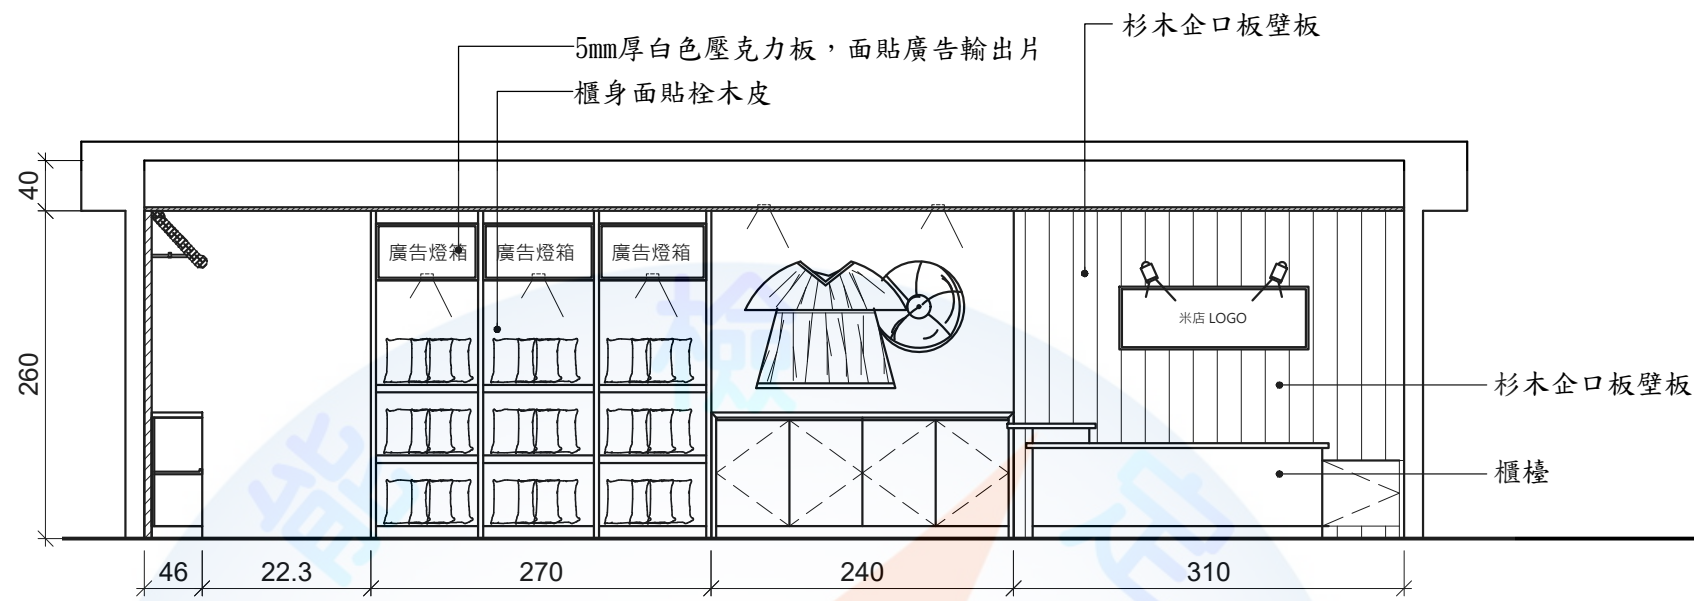 杉木企口板壁板
5mm厚白色壓克力板，面貼廣告輸出片
櫃身面貼栓木皮
40
260
廣告燈箱 廣告燈箱 廣告燈箱
米店 LOGO
杉木企口板壁板
櫃檯
46 22.3 270 240 310
能 檢 定